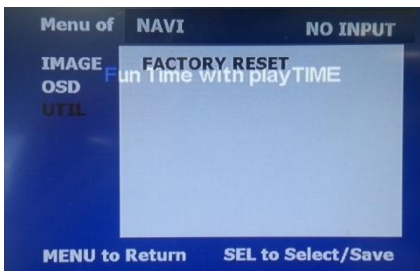 Menu of NAVI NO INPUT
IMAGE FACTORY RESET
Fun Time with playTIME
OSD
UTIL
MENU to Return SEL to Select/Save